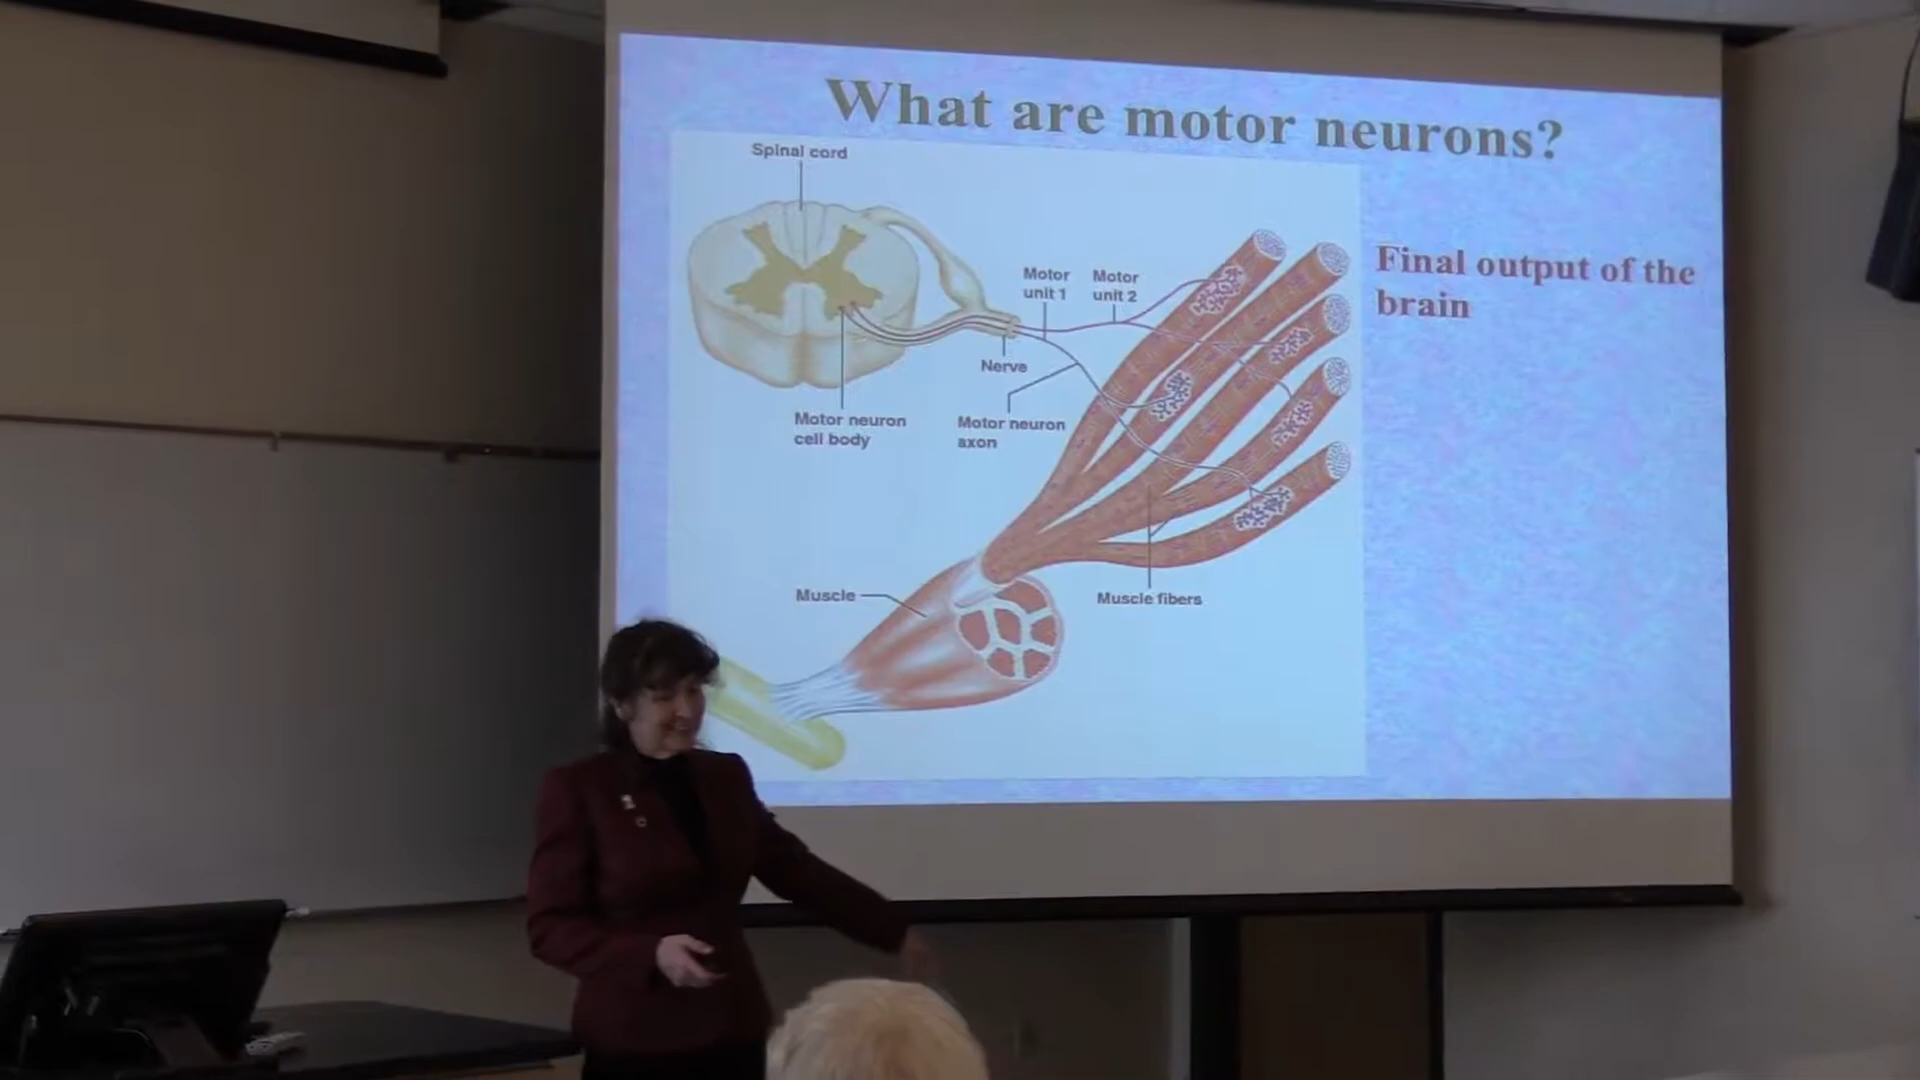 What are motor neurons?
Spinal cord
Motor
unit 1
Motor
unit 2
Final output of the
brain
Nerve
Motor neuron
cell body
Motor neuron
axon
Muscle
Muscle fibers